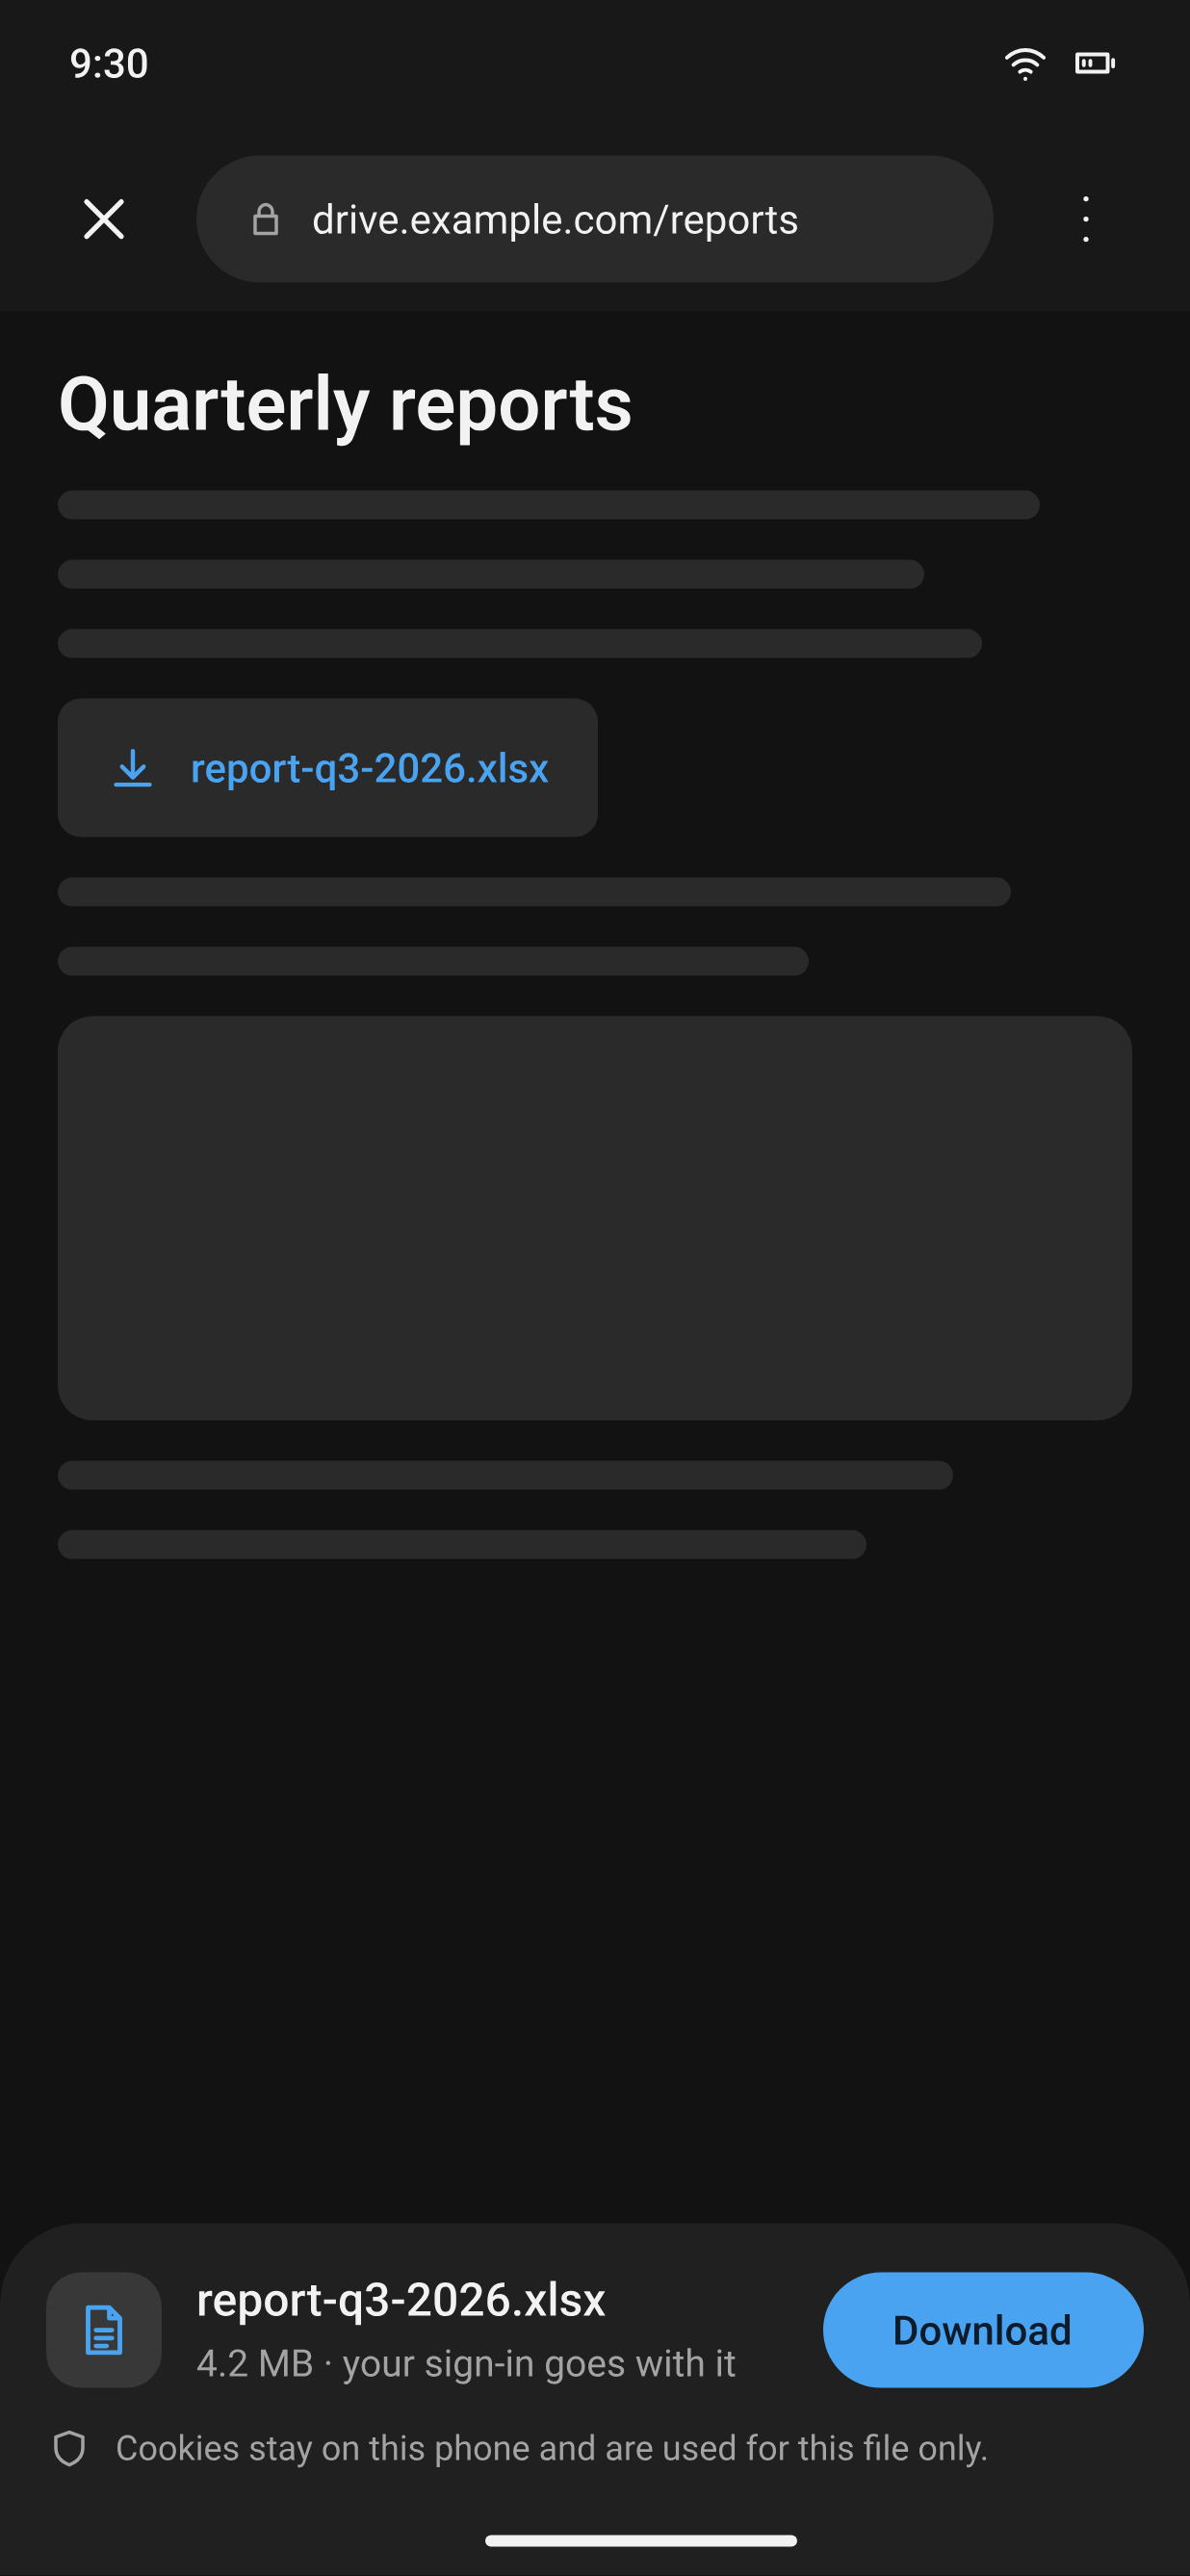 9:30
drive.example.com/reports
Quarterly reports
report-q3-2026.xlsx
report-q3-2026.xlsx
4.2 MB · your sign-in goes with it
Download
Cookies stay on this phone and are used for this file only.